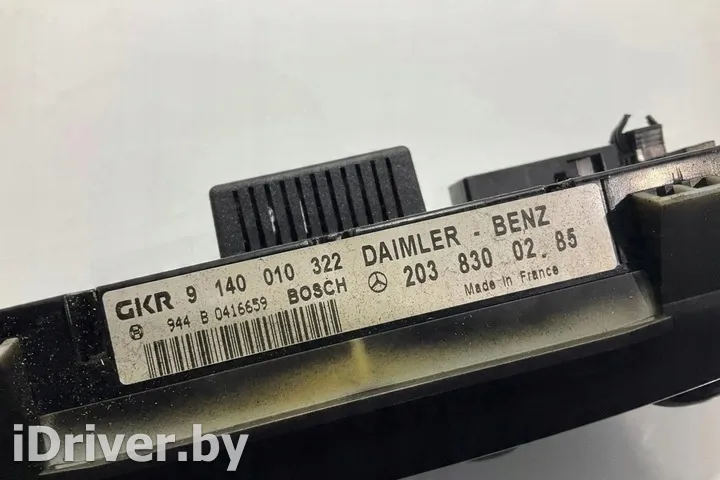 GKR 9 140 010 322 DAIMLER - BENZ
944 B 0416659 BOSCH 203 830 02 85
Made in France
iDriver.by